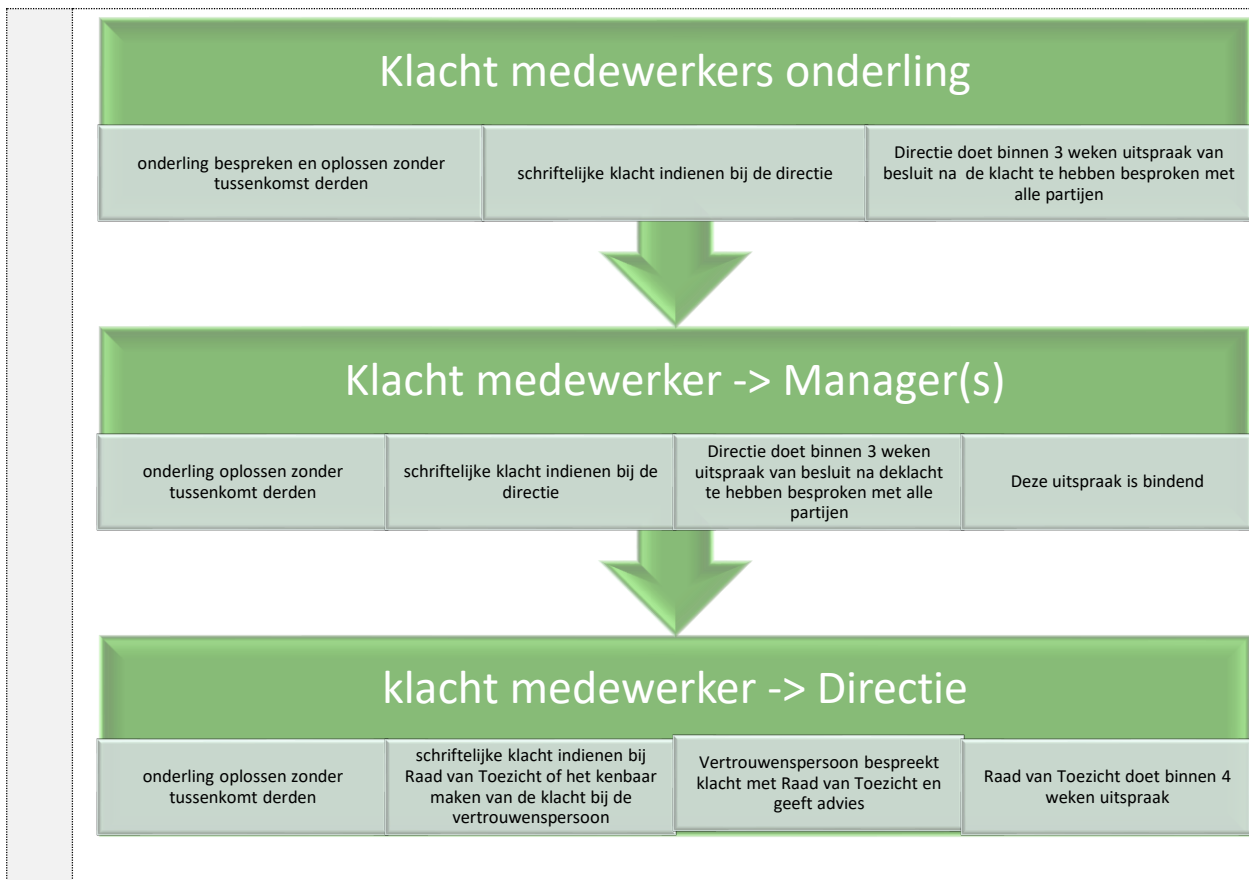 Klacht medewerkers onderling
onderling bespreken en oplossen zonder
tussenkomst derden
schriftelijke klacht indienen bij de directie
Directie doet binnen 3 weken uitspraak van
besluit na de klacht te hebben besproken met
alle partijen
Klacht medewerker -> Manager(s)
onderling oplossen zonder
tussenkomt derden
schriftelijke klacht indienen bij de
directie
Directie doet binnen 3 weken
uitspraak van besluit na deklacht
te hebben besproken met alle
partijen
Deze uitspraak is bindend
klacht medewerker -> Directie
onderling oplossen zonder
tussenkomt derden
schriftelijke klacht indienen bij
Raad van Toezicht of het kenbaar
maken van de klacht bij de
vertrouwenspersoon
Vertrouwenspersoon bespreekt
klacht met Raad van Toezicht en
geeft advies
Raad van Toezicht doet binnen 4
weken uitspraak